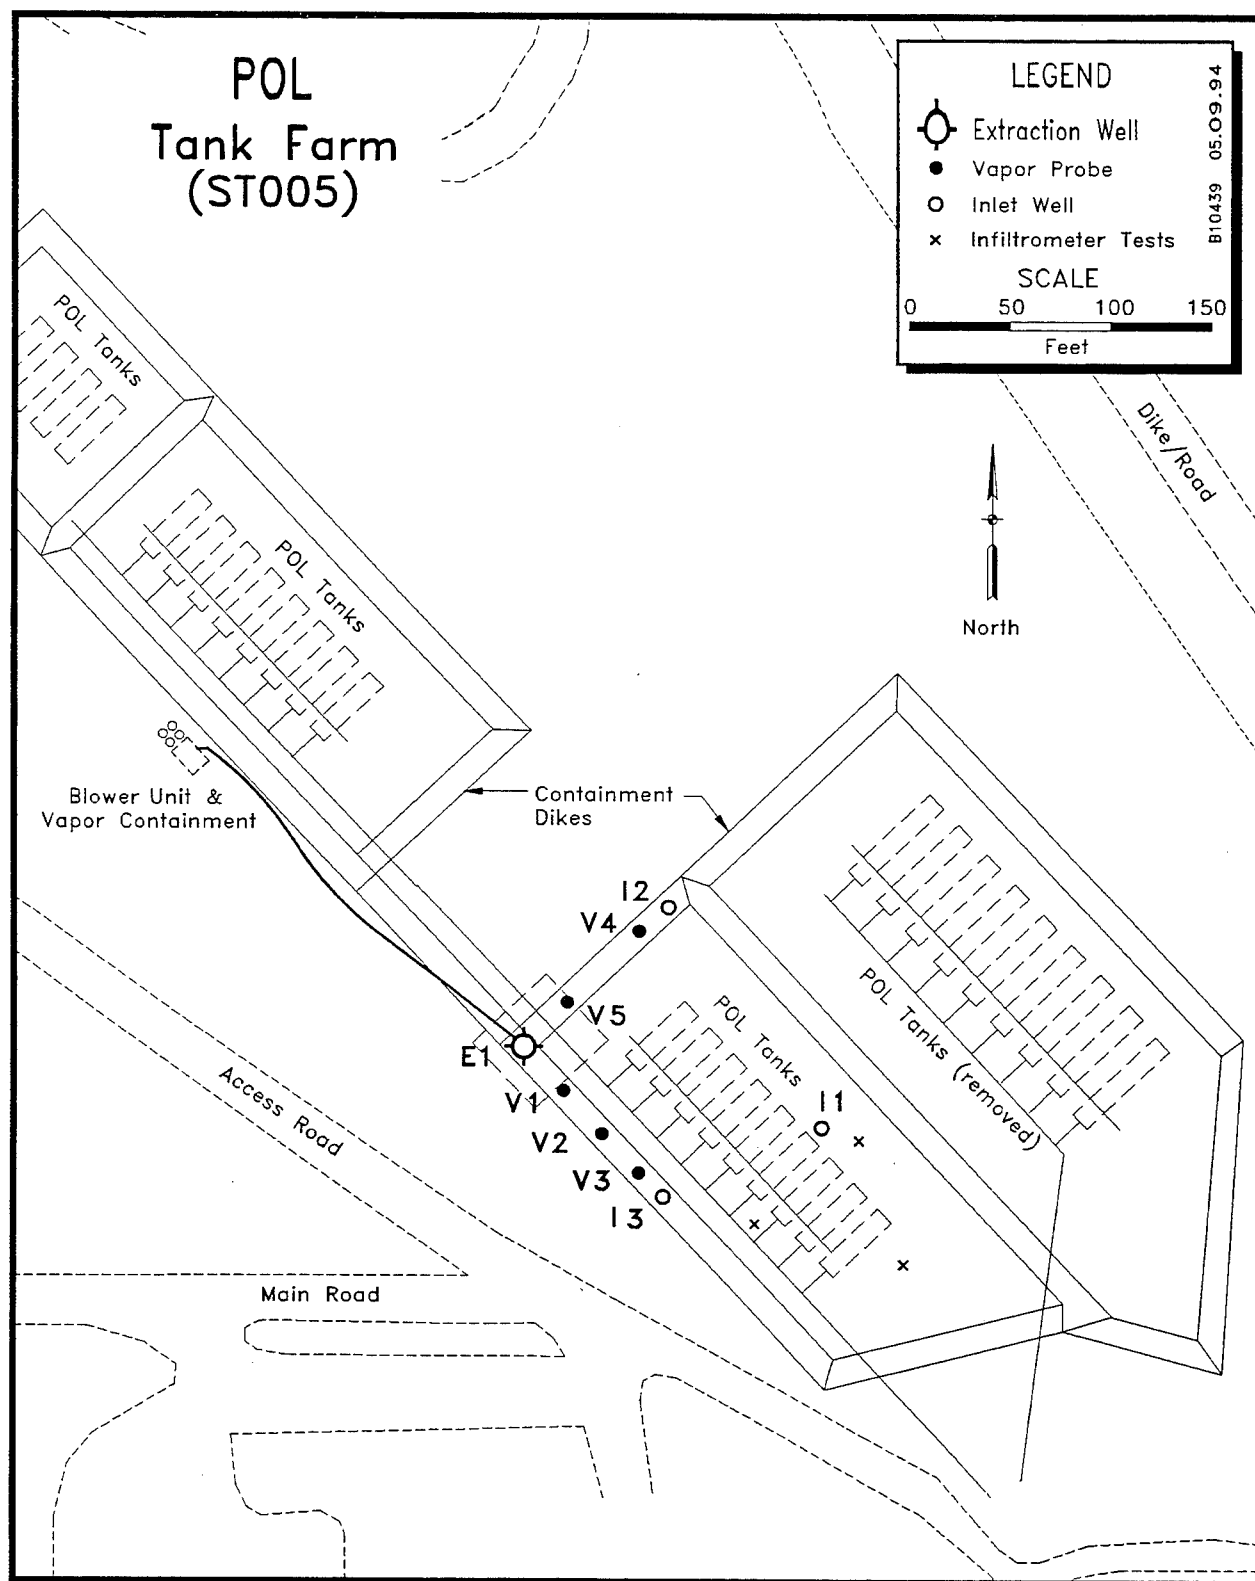 POL
Tank Farm
(ST005)
LEGEND
Extraction Well
Vapor Probe
Inlet Well
Infiltrometer Tests
B10439 05.09.94
SCALE
0 50 100 150
Feet
Dike/Road
North
POL Tanks
POL Tanks
Blower Unit &
Vapor Containment
Containment
Dikes
I2
V4
V5
E1
V1
V2
V3
I3
POL Tanks
I1
POL Tanks (removed)
Access Road
Main Road